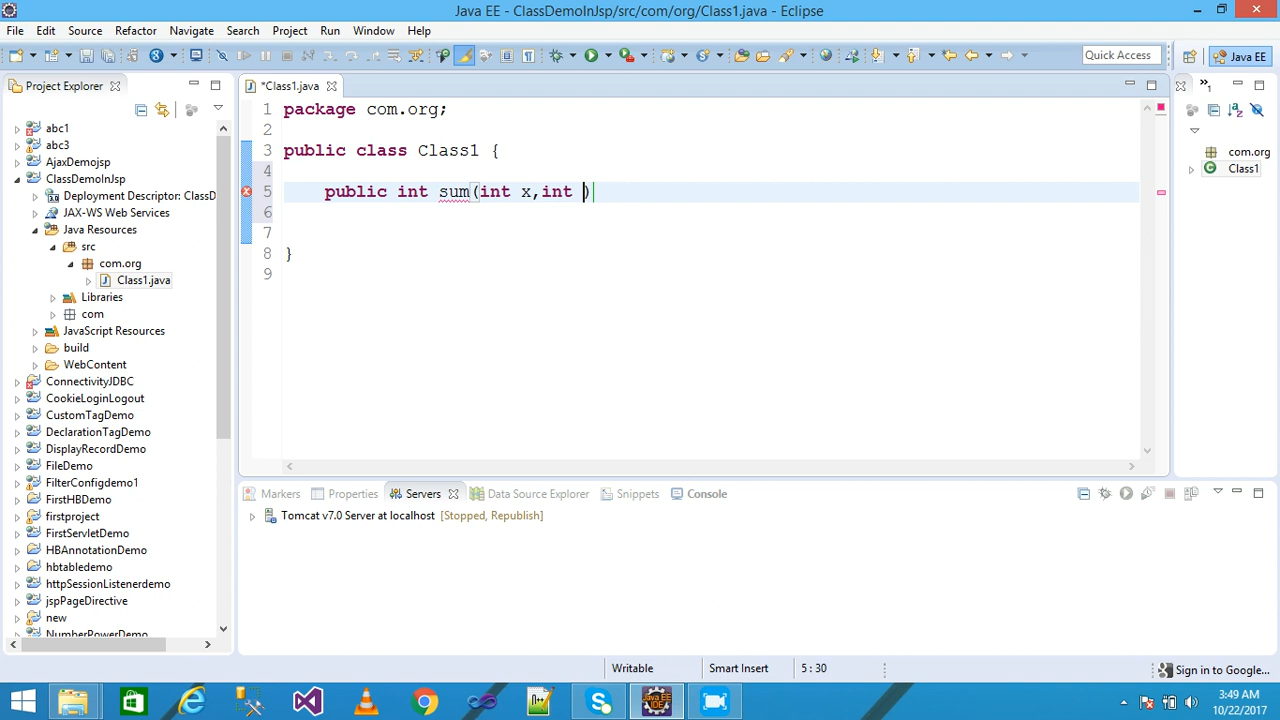 Java EE - ClassDemoInJsp/src/com/org/Class1.java - Eclipse
File Edit Source Refactor Navigate Search Project Run Window Help
Quick Access
Java EE
Project Explorer
*Class1.java
1 package com.org;
2
3 public class Class1 {
4
5 public int sum(int x,int )
6
7
8 }
9
abc1
abc3
AjaxDemojsp
ClassDemoInJsp
Deployment Descriptor: ClassD
JAX-WS Web Services
Java Resources
src
com.org
Class1.java
Libraries
com
JavaScript Resources
build
WebContent
ConnectivityJDBC
CookieLoginLogout
CustomTagDemo
DeclarationTagDemo
DisplayRecordDemo
FileDemo
FilterConfigdemo1
FirstHBDemo
firstproject
FirstServletDemo
HBAnnotationDemo
hbtabledemo
httpSessionListenerdemo
jspPageDirective
new
NumberPowerDemo
com.org
Class1
Markers Properties Servers Data Source Explorer Snippets Console
Tomcat v7.0 Server at localhost [Stopped, Republish]
Writable Smart Insert 5 : 30 Sign in to Google...
3:49 AM
10/22/2017